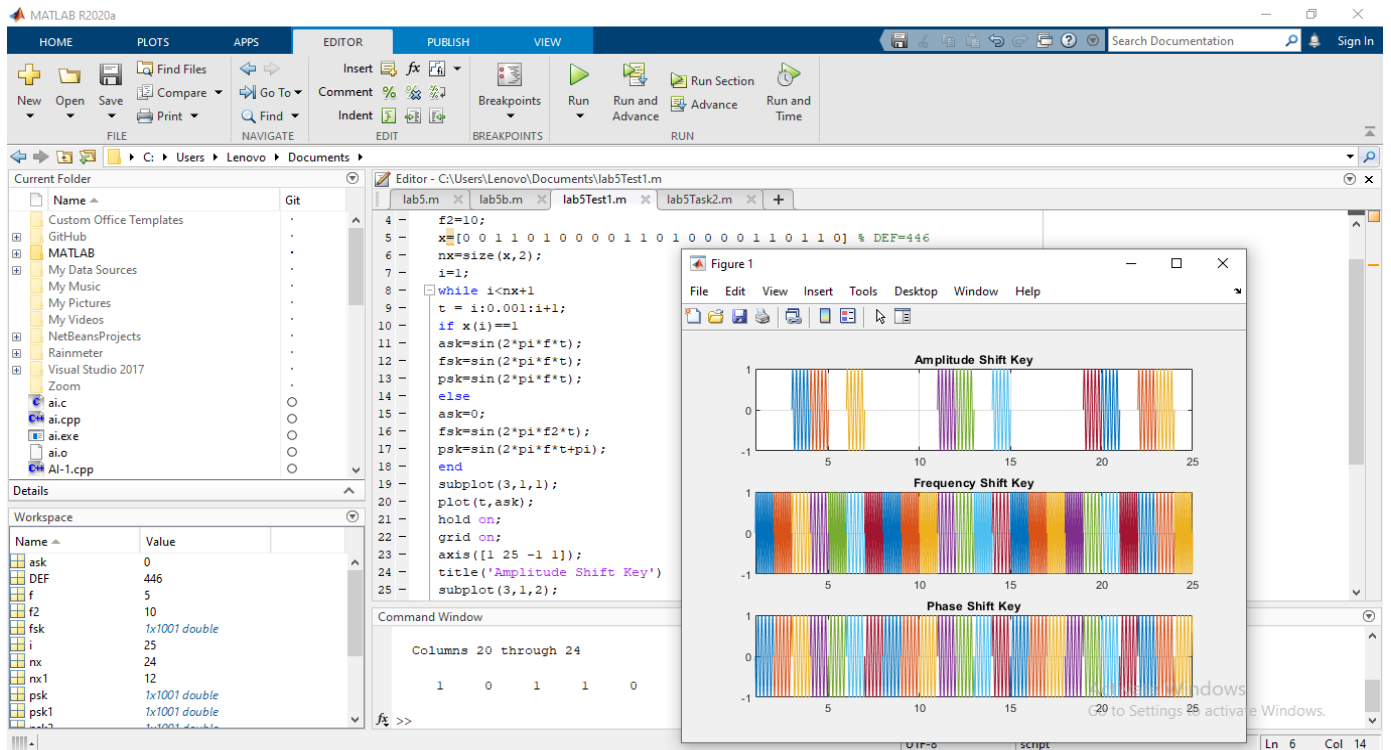 MATLAB R2020a
HOME PLOTS APPS EDITOR PUBLISH VIEW Search Documentation Sign In
New Open Save Find Files Compare Print
Go To Find
Insert fx
Comment
Indent
Breakpoints Run Run and Advance Run Section Advance Run and Time
FILE NAVIGATE EDIT BREAKPOINTS RUN
C: Users Lenovo Documents
Current Folder
Name Git
Custom Office Templates
GitHub
MATLAB
My Data Sources
My Music
My Pictures
My Videos
NetBeansProjects
Rainmeter
Visual Studio 2017
Zoom
ai.c
ai.cpp
ai.exe
ai.o
AI-1.cpp
Details
Workspace
Name Value
ask 0
DEF 446
f 5
f2 10
fsk 1x1001 double
i 25
nx 24
nx1 12
psk 1x1001 double
psk1 1x1001 double
Editor - C:\Users\Lenovo\Documents\lab5Test1.m
lab5.m lab5b.m lab5Test1.m lab5Task2.m
4 – f2=10;
5 – x=[0 0 1 1 0 1 0 0 0 0 1 1 0 1 0 0 0 0 1 1 0 1 1 0] % DEF=446
6 – nx=size(x,2);
7 – i=1;
8 – while i<nx+1
9 – t = i:0.001:i+1;
10 – if x(i)==1
11 – ask=sin(2*pi*f*t);
12 – fsk=sin(2*pi*f*t);
13 – psk=sin(2*pi*f*t);
14 – else
15 – ask=0;
16 – fsk=sin(2*pi*f2*t);
17 – psk=sin(2*pi*f*t+pi);
18 – end
19 – subplot(3,1,1);
20 – plot(t,ask);
21 – hold on;
22 – grid on;
23 – axis([1 25 -1 1]);
24 – title('Amplitude Shift Key')
25 – subplot(3,1,2);
Command Window
Columns 20 through 24
1 0 1 1 0
fx >>
Figure 1
File Edit View Insert Tools Desktop Window Help
Amplitude Shift Key
1
0
-1
5 10 15 20 25
Frequency Shift Key
1
0
-1
5 10 15 20 25
Phase Shift Key
1
0
-1
5 10 15 20 25
Activate Windows
Go to Settings to activate Windows.
UTF-8 script Ln 6 Col 14